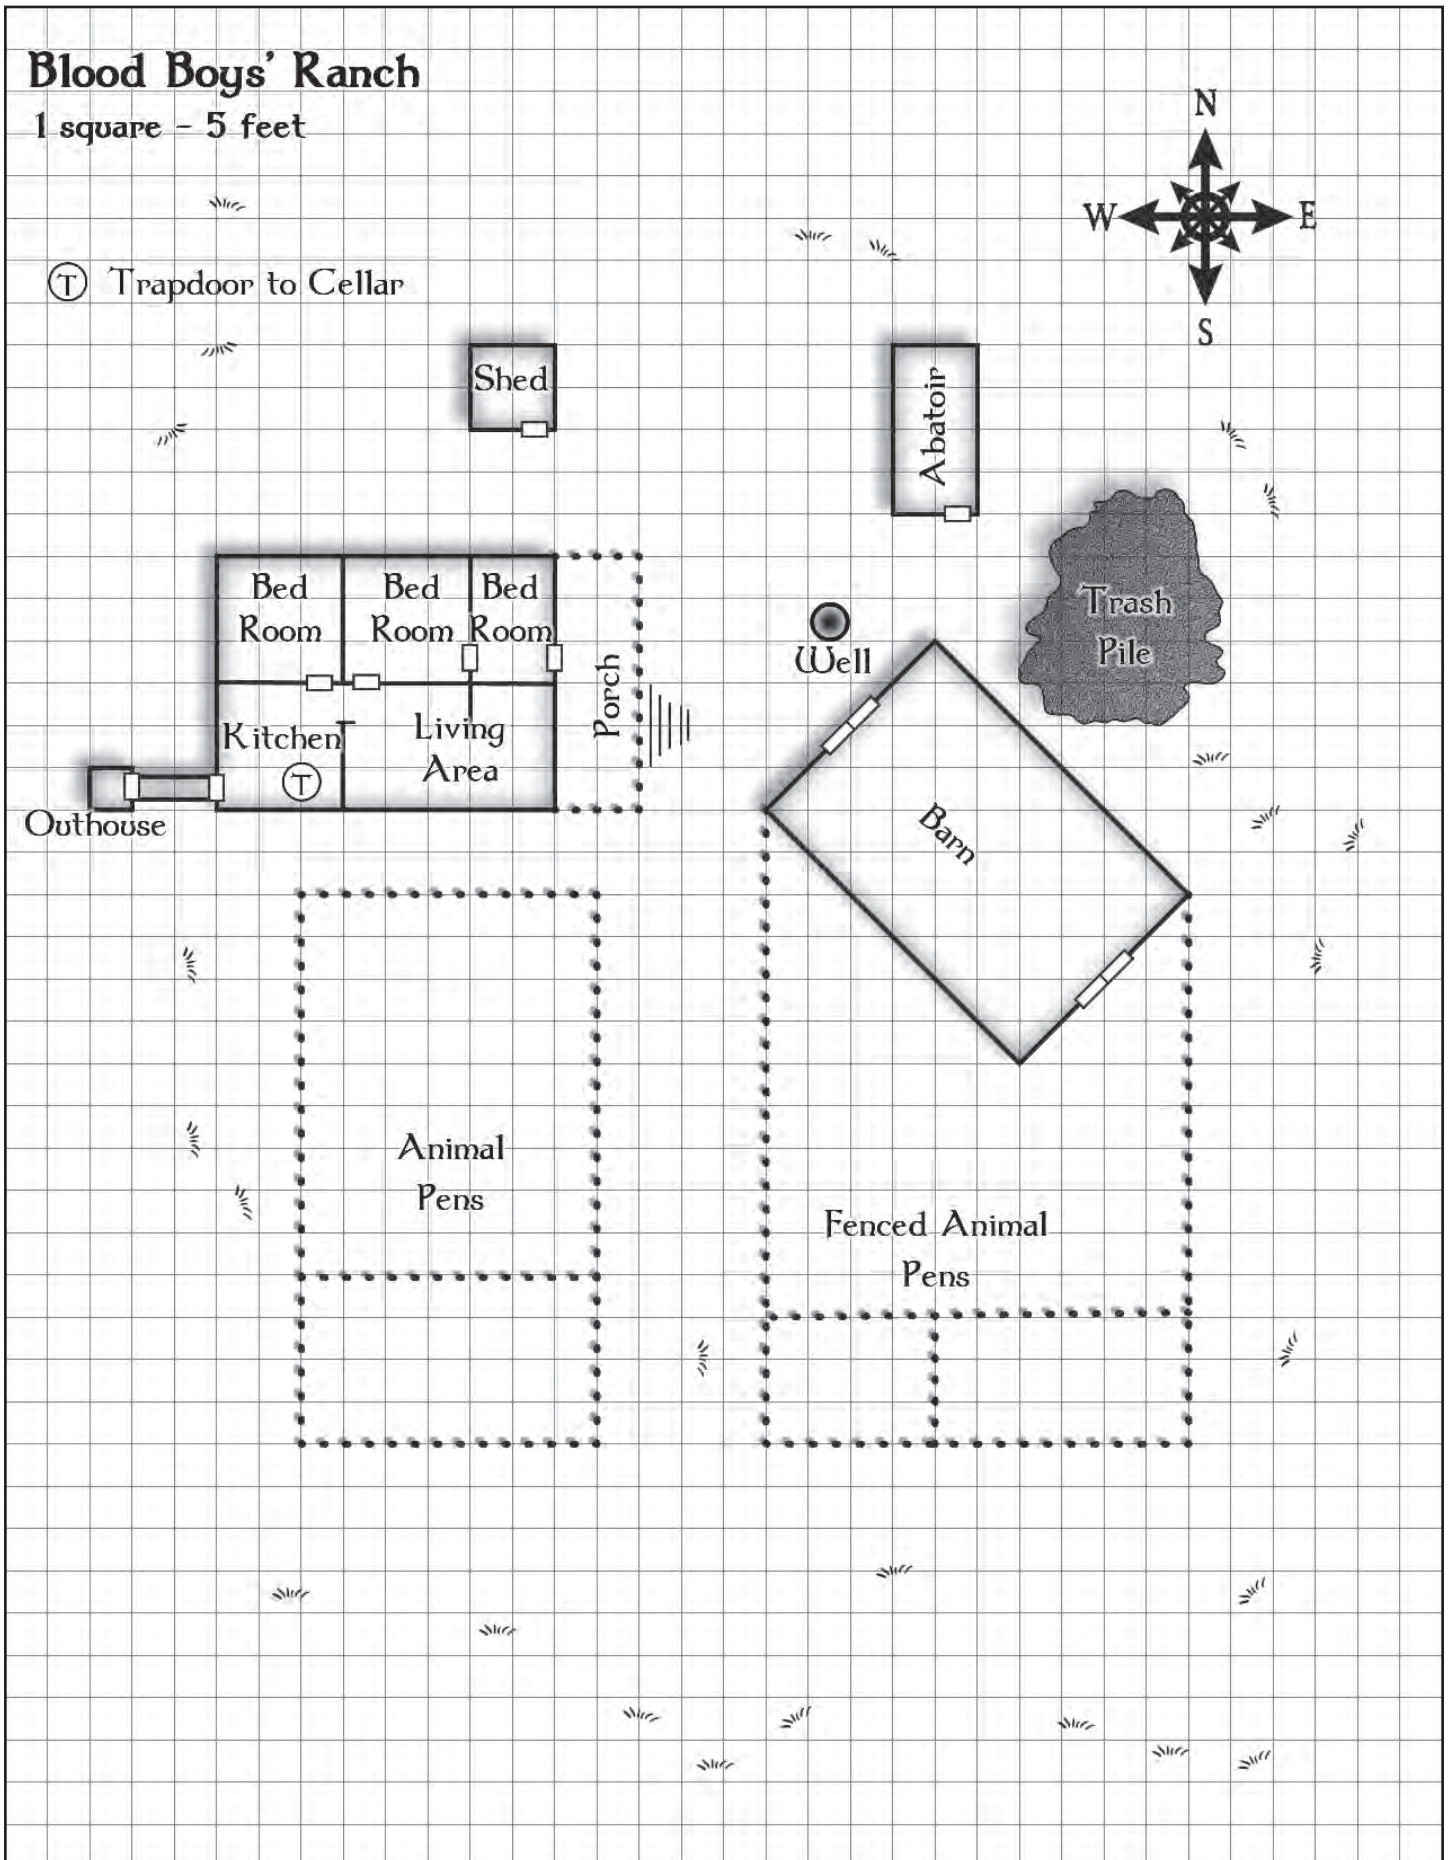 Blood Boys' Ranch
1 square - 5 feet
N
W
E
S
T Trapdoor to Cellar
Shed
Abatoir
Bed
Room
Bed
Room
Bed
Room
Trash
Pile
Well
Porch
Kitchen
T
Living
Area
Outhouse
Barn
Animal
Pens
Fenced Animal
Pens